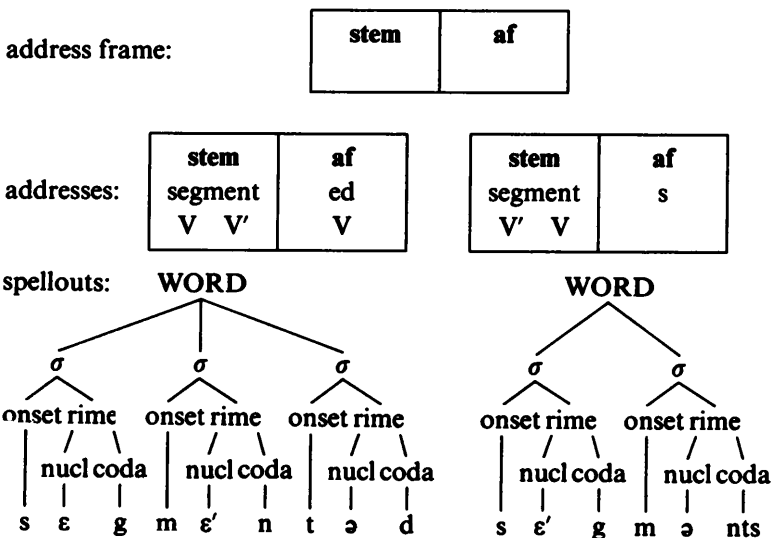 address frame: stem af
addresses: stem af stem af
segment ed segment s
V V′ V V′ V
spellouts: WORD WORD
σ σ σ σ σ
onset rime onset rime onset rime onset rime onset rime
nucl coda nucl coda nucl coda nucl coda nucl coda
s ε g m ε′ n t ə d s ε′ g m ə nts